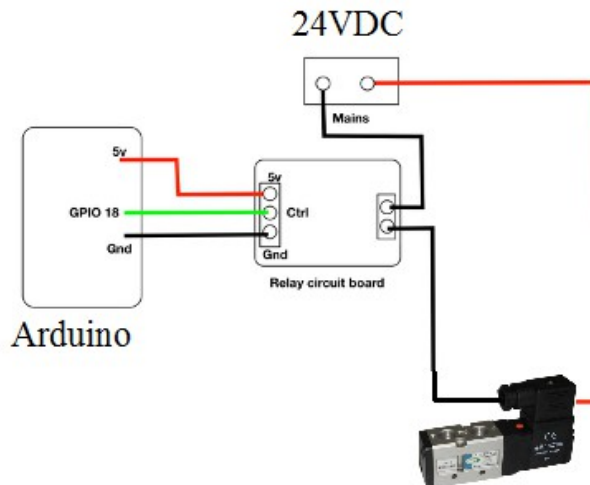 24VDC
Mains
5v
5v
GPIO 18
Ctrl
Gnd
Gnd
Relay circuit board
Arduino